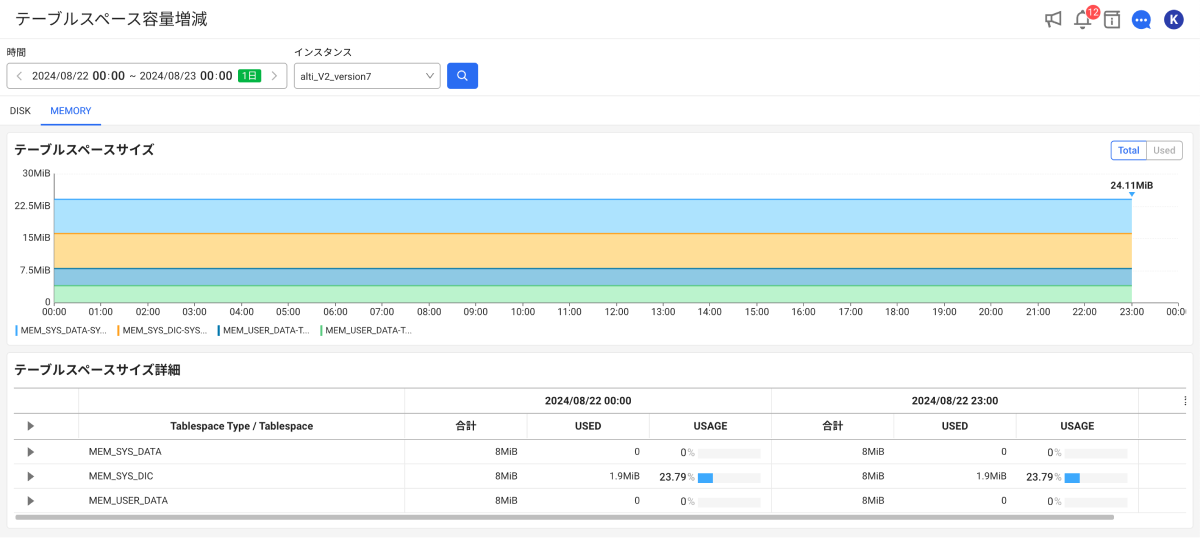 テーブルスペース容量増減
12
K
時間
インスタンス
2024/08/22 00:00 ~ 2024/08/23 00:00 1日
alti_V2_version7
DISK MEMORY
テーブルスペースサイズ
Total Used
30MiB
24.11MiB
22.5MiB
15MiB
7.5MiB
0
00:00 01:00 02:00 03:00 04:00 05:00 06:00 07:00 08:00 09:00 10:00 11:00 12:00 13:00 14:00 15:00 16:00 17:00 18:00 19:00 20:00 21:00 22:00 23:00 00:0
MEM_SYS_DATA-SY... MEM_SYS_DIC-SYS... MEM_USER_DATA-T... MEM_USER_DATA-T...
テーブルスペースサイズ詳細
2024/08/22 00:00 2024/08/22 23:00
Tablespace Type / Tablespace 合計 USED USAGE 合計 USED USAGE
MEM_SYS_DATA 8MiB 0 0% 8MiB 0 0%
MEM_SYS_DIC 8MiB 1.9MiB 23.79% 8MiB 1.9MiB 23.79%
MEM_USER_DATA 8MiB 0 0% 8MiB 0 0%